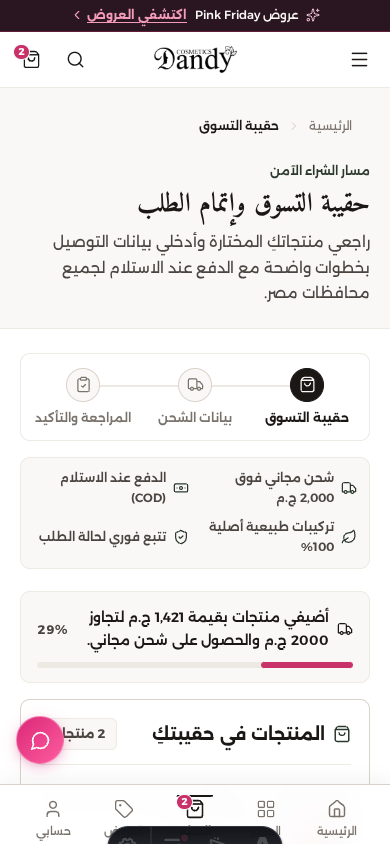 عروض Pink Friday اكتشفي العروض
2
COSMETICS
Dandy
الرئيسية
حقيبة التسوق
مسار الشراء الآمن
حقيبة التسوق وإتمام الطلب
راجعي منتجاتكِ المختارة وأدخلي بيانات التوصيل
بخطوات واضحة مع الدفع عند الاستلام لجميع
محافظات مصر.
حقيبة التسوق
بيانات الشحن
المراجعة والتأكيد
شحن مجاني فوق
2,000 ج.م
الدفع عند الاستلام
(COD)
تركيبات طبيعية أصلية
100%
تتبع فوري لحالة الطلب
أضيفي منتجات بقيمة 1,421 ج.م لتجاوز
2000 ج.م والحصول على شحن مجاني.
29%
المنتجات في حقيبتكِ
2
الرئيسية
2
حسابي